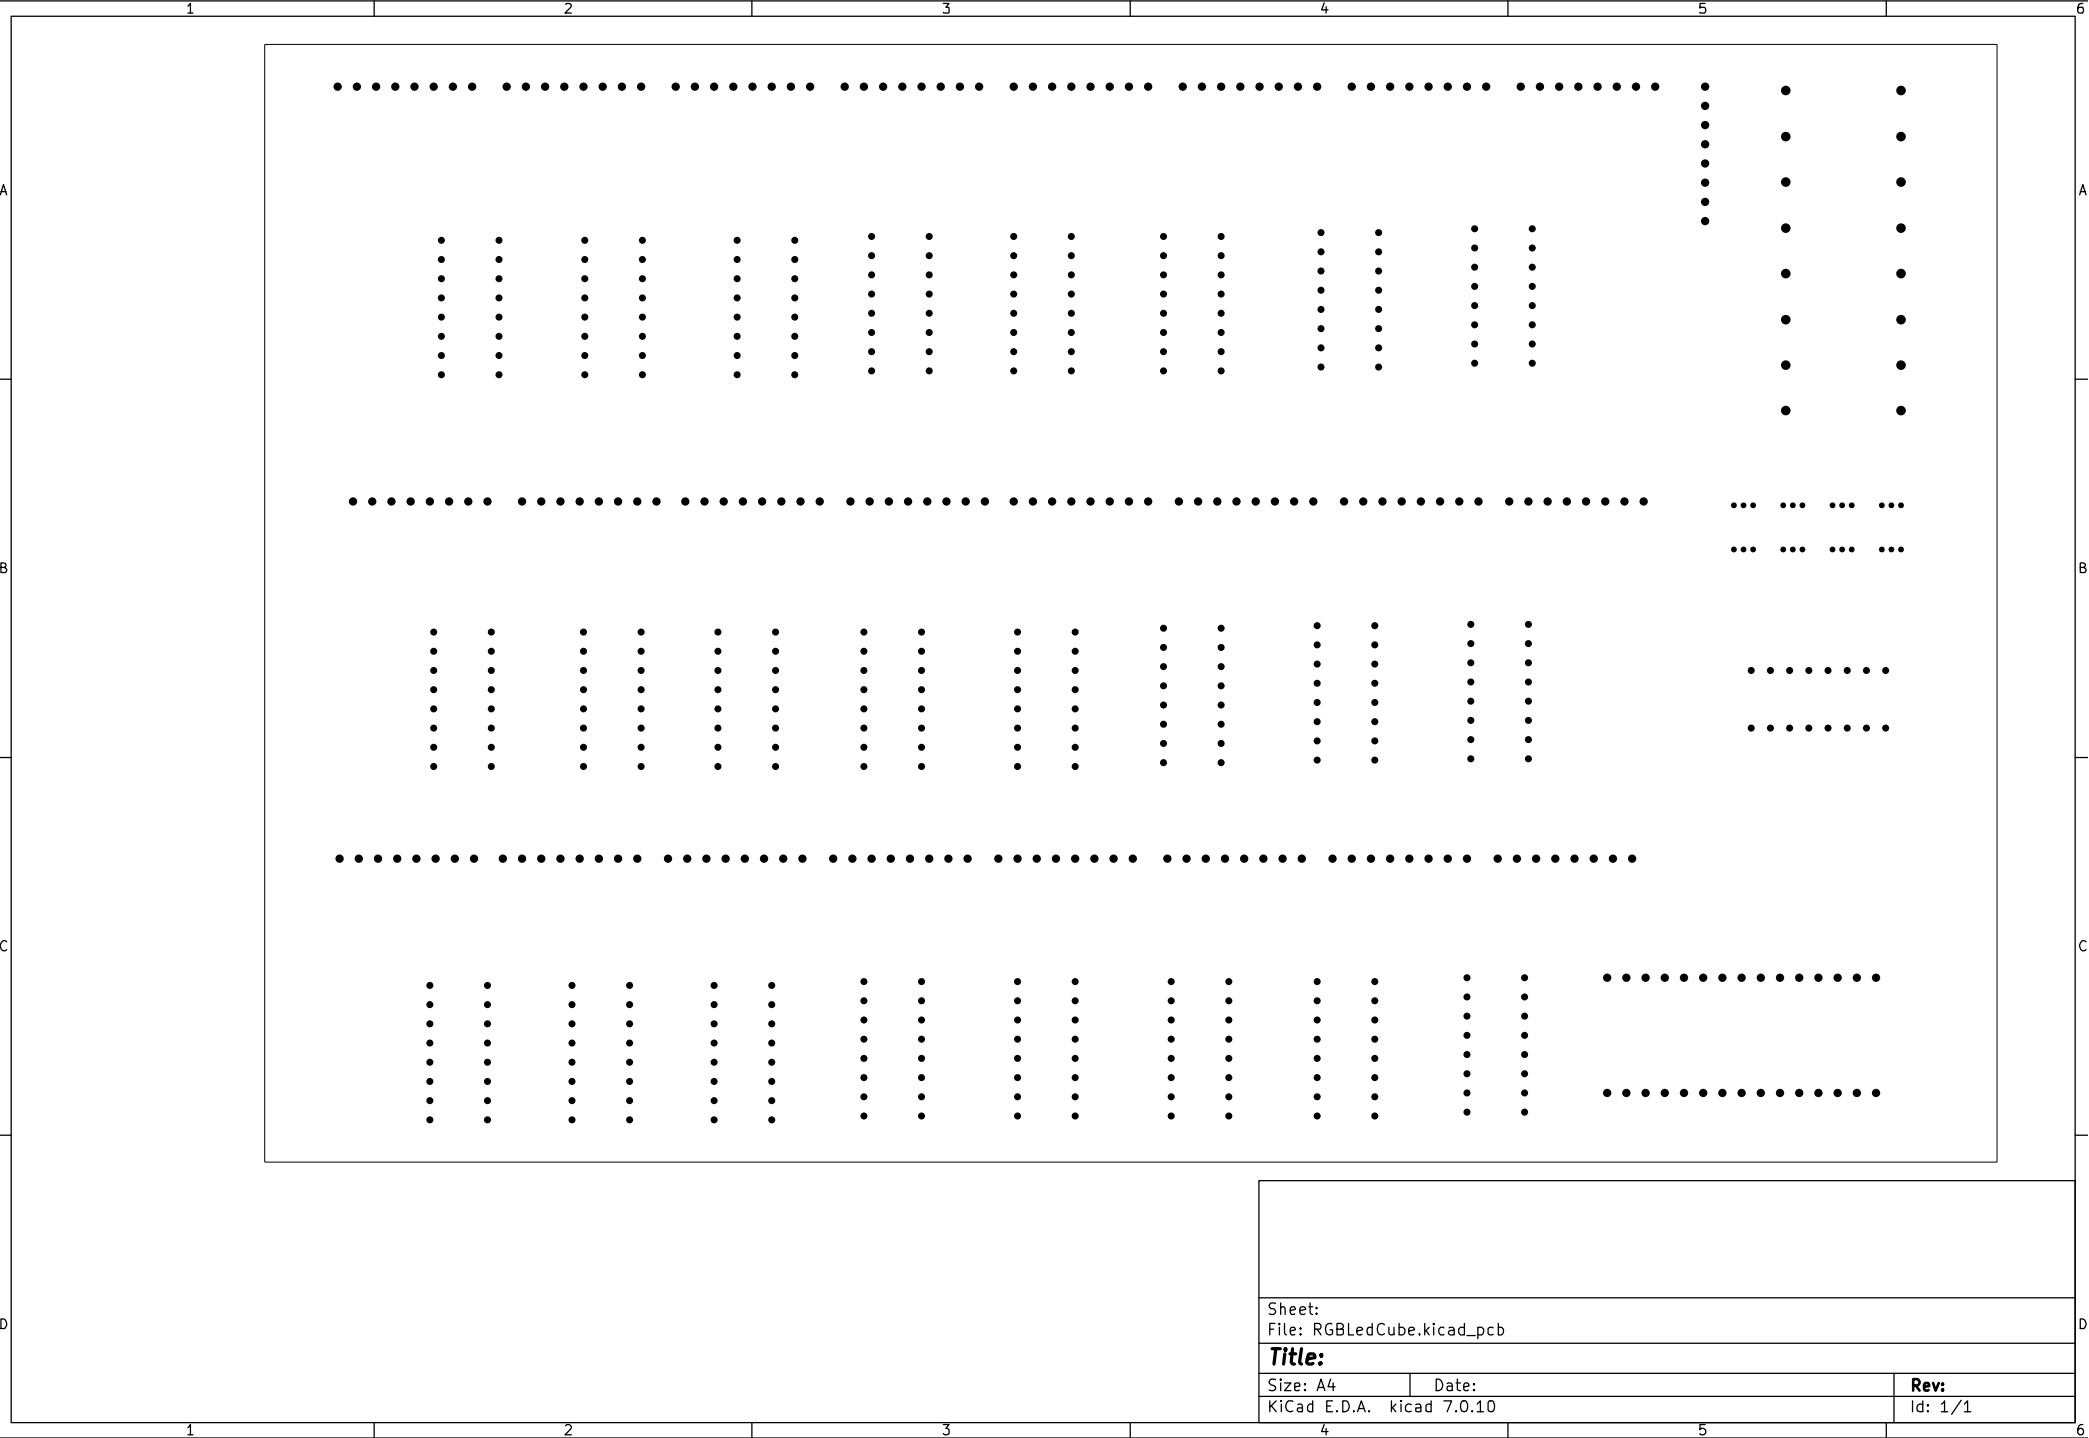 1 2 3 4 5 6
A A
B B
C C
D D
Sheet:
File: RGBLedCube.kicad_pcb
Title:
Size: A4 Date: Rev:
KiCad E.D.A. kicad 7.0.10 Id: 1/1
1 2 3 4 5 6